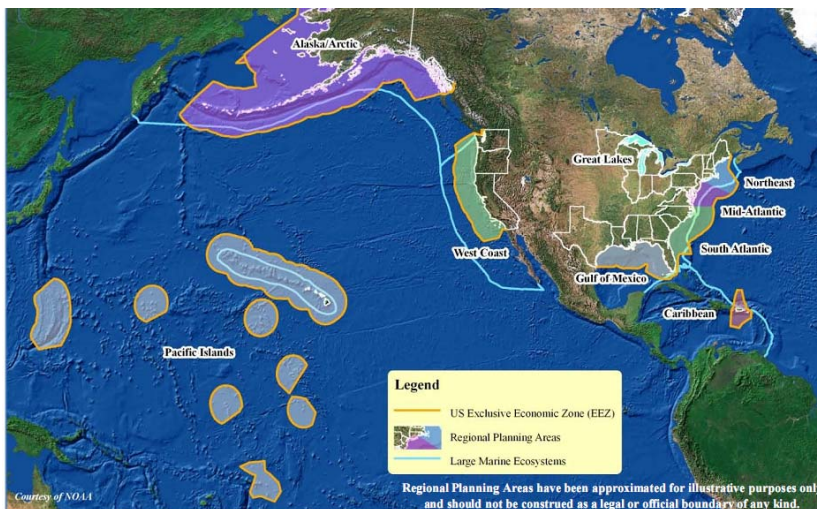 Alaska/Arctic
Great Lakes
Northeast
Mid-Atlantic
South Atlantic
West Coast
Gulf of Mexico
Caribbean
Pacific Islands
Legend
US Exclusive Economic Zone (EEZ)
Regional Planning Areas
Large Marine Ecosystems
Courtesy of NOAA
Regional Planning Areas have been approximated for illustrative purposes only
and should not be construed as a legal or official boundary of any kind.